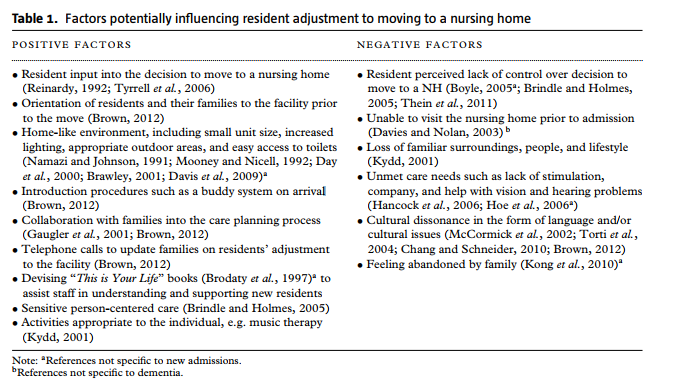 Table 1. Factors potentially influencing resident adjustment to moving to a nursing home
POSITIVE FACTORS
• Resident input into the decision to move to a nursing home
(Reinardy, 1992; Tyrrell et al., 2006)
• Orientation of residents and their families to the facility prior
to the move (Brown, 2012)
• Home-like environment, including small unit size, increased
lighting, appropriate outdoor areas, and easy access to toilets
(Namazi and Johnson, 1991; Mooney and Nicell, 1992; Day
et al., 2000; Brawley, 2001; Davis et al., 2009)a
• Introduction procedures such as a buddy system on arrival
(Brown, 2012)
• Collaboration with families into the care planning process
(Gaugler et al., 2001; Brown, 2012)
• Telephone calls to update families on residents’ adjustment
to the facility (Brown, 2012)
• Devising “This is Your Life” books (Brodaty et al., 1997)a to
assist staff in understanding and supporting new residents
• Sensitive person-centered care (Brindle and Holmes, 2005)
• Activities appropriate to the individual, e.g. music therapy
(Kydd, 2001)
NEGATIVE FACTORS
• Resident perceived lack of control over decision to
move to a NH (Boyle, 2005a; Brindle and Holmes,
2005; Thein et al., 2011)
• Unable to visit the nursing home prior to admission
(Davies and Nolan, 2003) b
• Loss of familiar surroundings, people, and lifestyle
(Kydd, 2001)
• Unmet care needs such as lack of stimulation,
company, and help with vision and hearing problems
(Hancock et al., 2006; Hoe et al., 2006a)
• Cultural dissonance in the form of language and/or
cultural issues (McCormick et al., 2002; Torti et al.,
2004; Chang and Schneider, 2010; Brown, 2012)
• Feeling abandoned by family (Kong et al., 2010)a
Note: aReferences not specific to new admissions.
bReferences not specific to dementia.